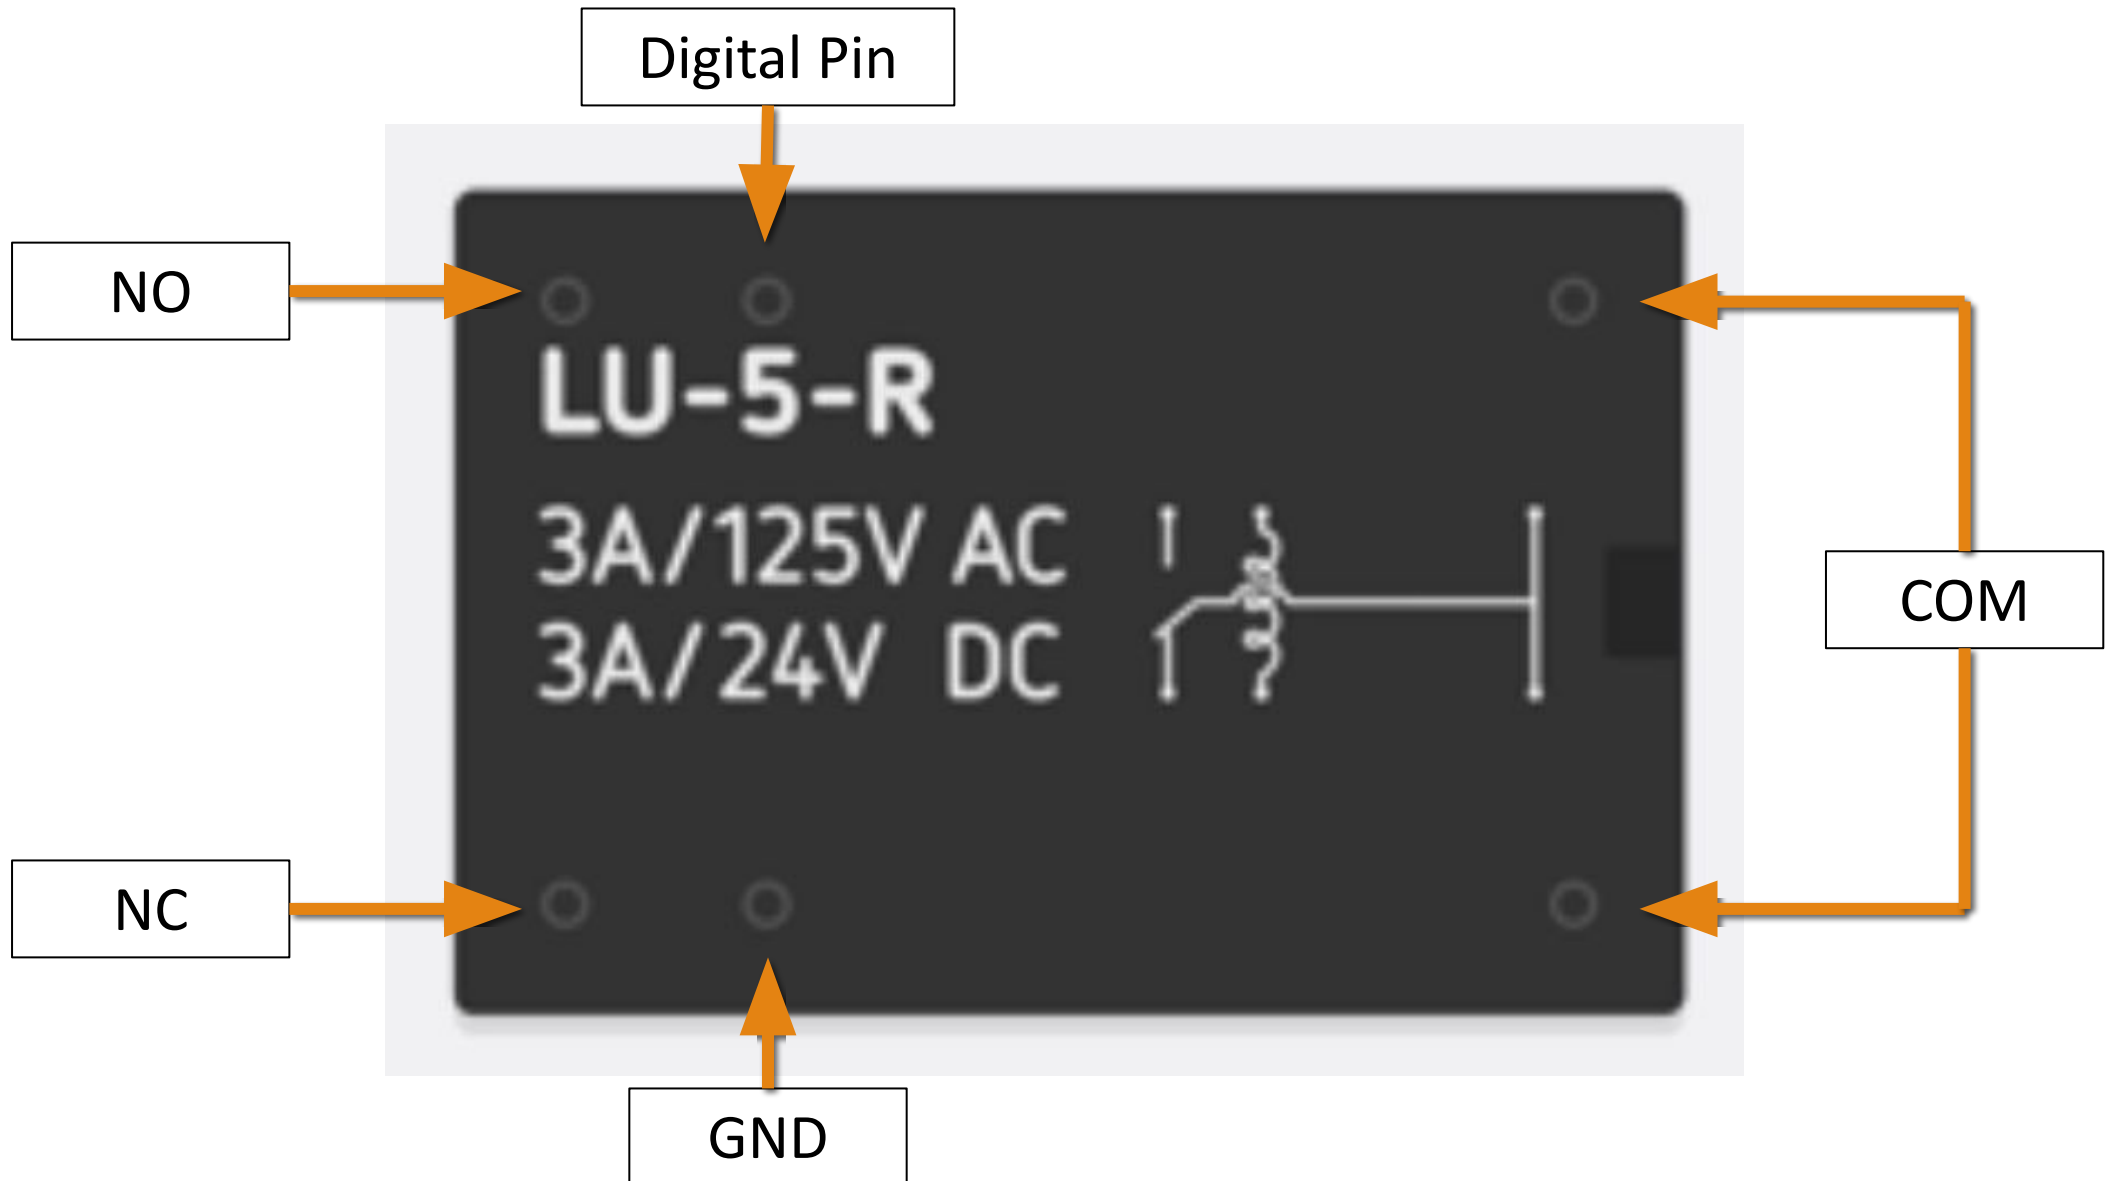 Digital Pin
NO
LU-5-R
3A/125V AC
3A/24V DC
COM
NC
GND